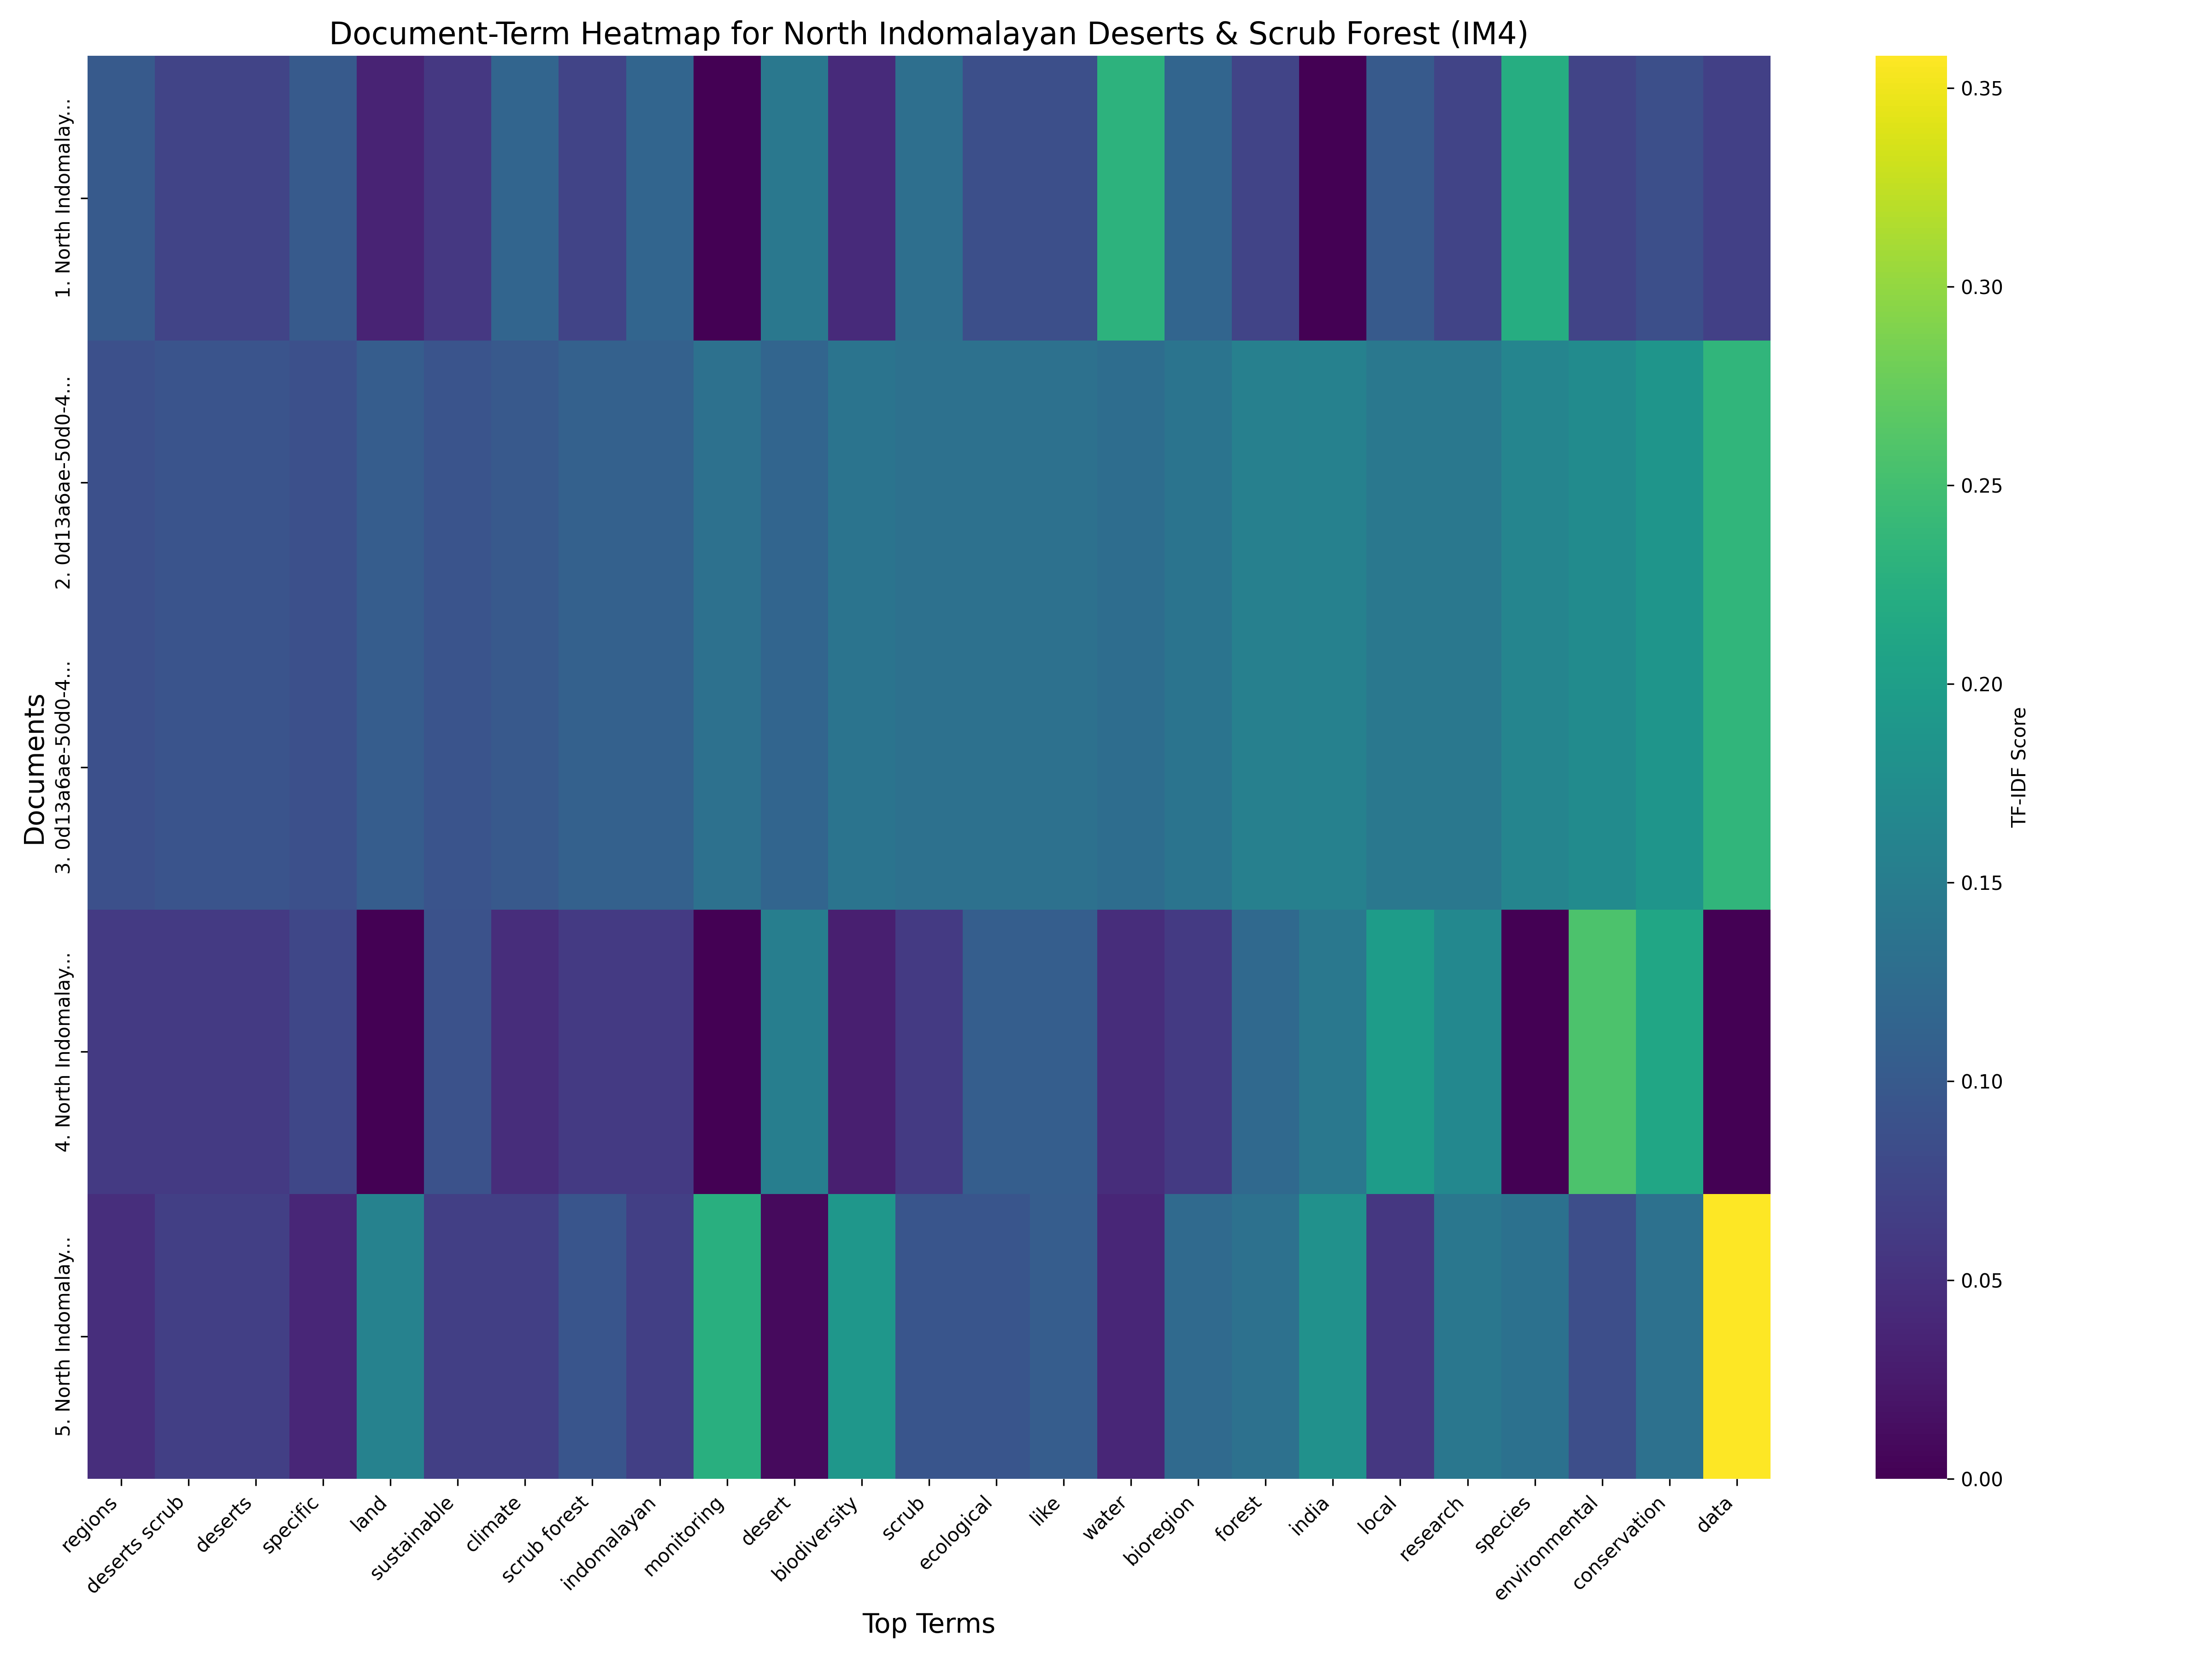 Document-Term Heatmap for North Indomalayan Deserts & Scrub Forest (IM4)
Documents
1. North Indomalay...
2. 0d13a6ae-50d0-4...
3. 0d13a6ae-50d0-4...
4. North Indomalay...
5. North Indomalay...
regions
deserts scrub
deserts
specific
land
sustainable
climate
scrub forest
indomalayan
monitoring
desert
biodiversity
scrub
ecological
like
water
bioregion
forest
india
local
research
species
environmental
conservation
data
Top Terms
0.35
0.30
0.25
0.20
0.15
0.10
0.05
0.00
TF-IDF Score